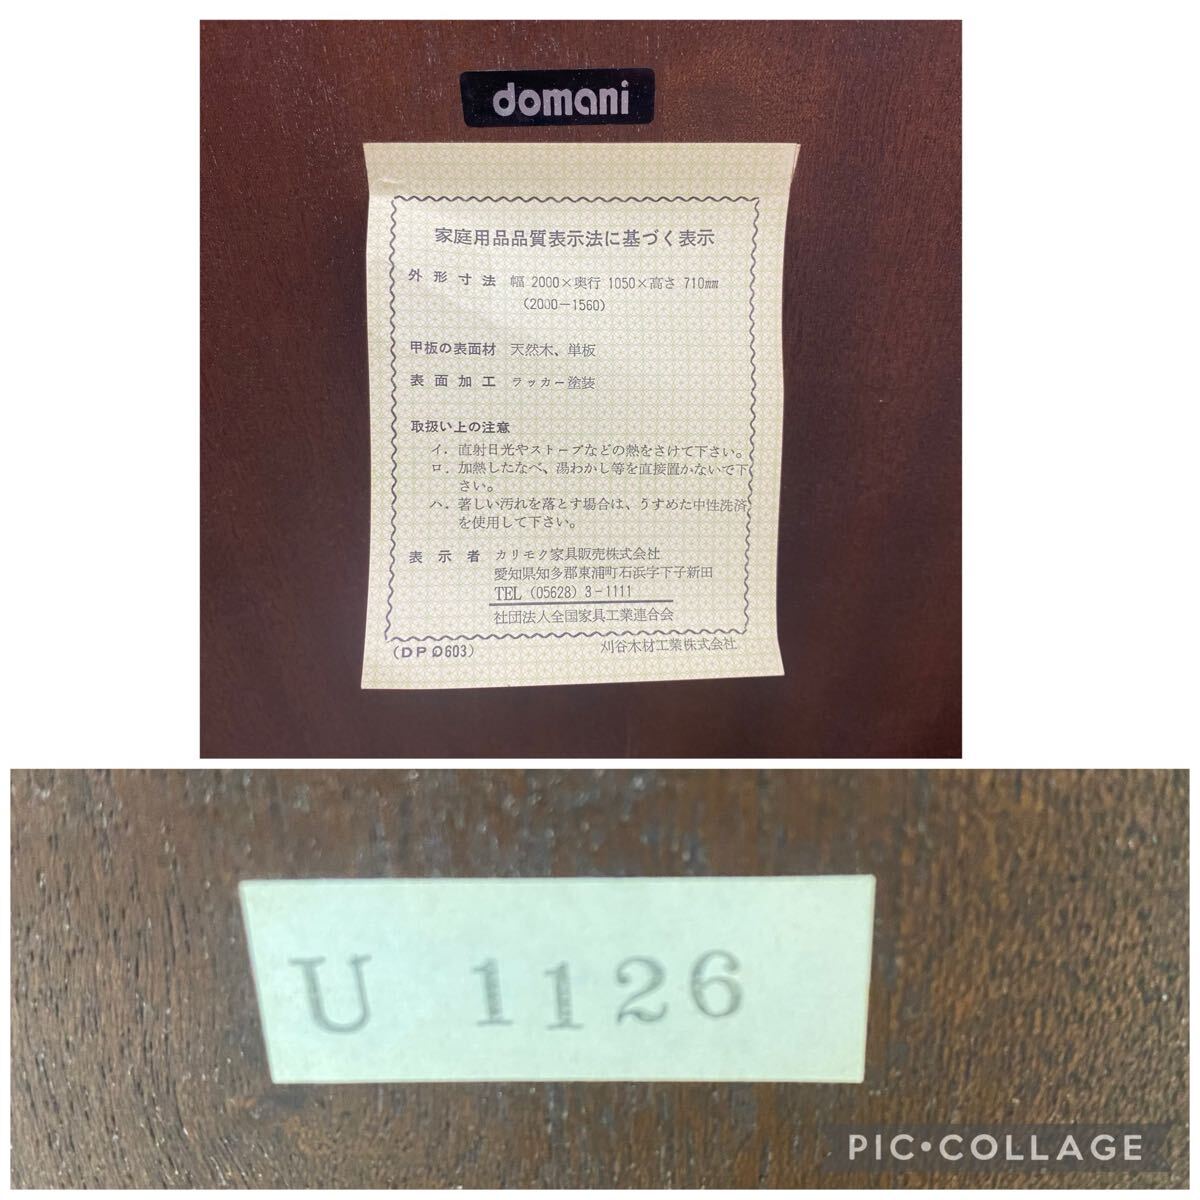 domani
家庭用品品質表示法に基づく表示
外形寸法 幅 2000×奥行 1050×高さ 710㎜
(2000−1560)
甲板の表面材 天然木、単板
表面加工 ラッカー塗装
取扱い上の注意
イ．直射日光やストーブなどの熱をさけて下さい。
ロ．加熱したなべ、湯わかし等を直接置かないで下
さい。
ハ．著しい汚れを落とす場合は、うすめた中性洗済
を使用して下さい。
表示者 カリモク家具販売株式会社
愛知県知多郡東浦町石浜字下子新田
TEL (05628) 3-1111
社団法人全国家具工業連合会
(DPQ603) 刈谷木材工業株式会社
U 1126
PIC•COLLAGE